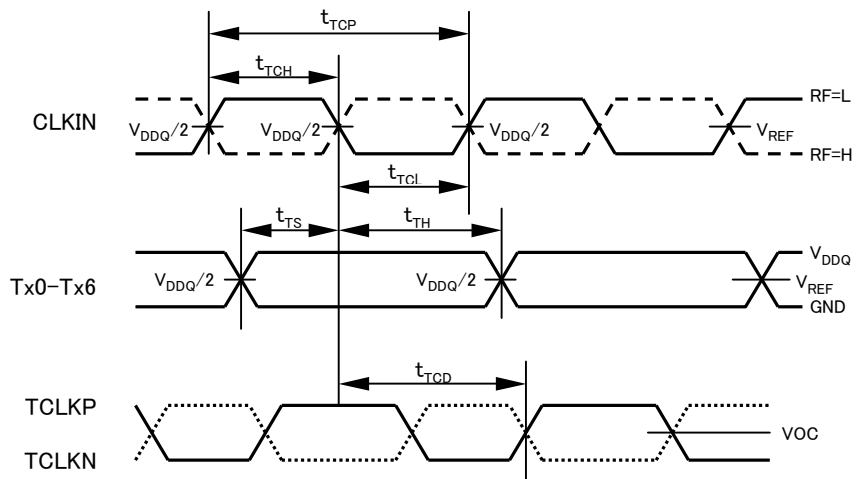 tTCP
tTCH
RF=L
CLKIN
VDDQ/2 VDDQ/2 VDDQ/2 VREF
RF=H
tTCL
tTS tTH
VDDQ
Tx0-Tx6 VDDQ/2 VDDQ/2 VREF
GND
tTCD
TCLKP
VOC
TCLKN